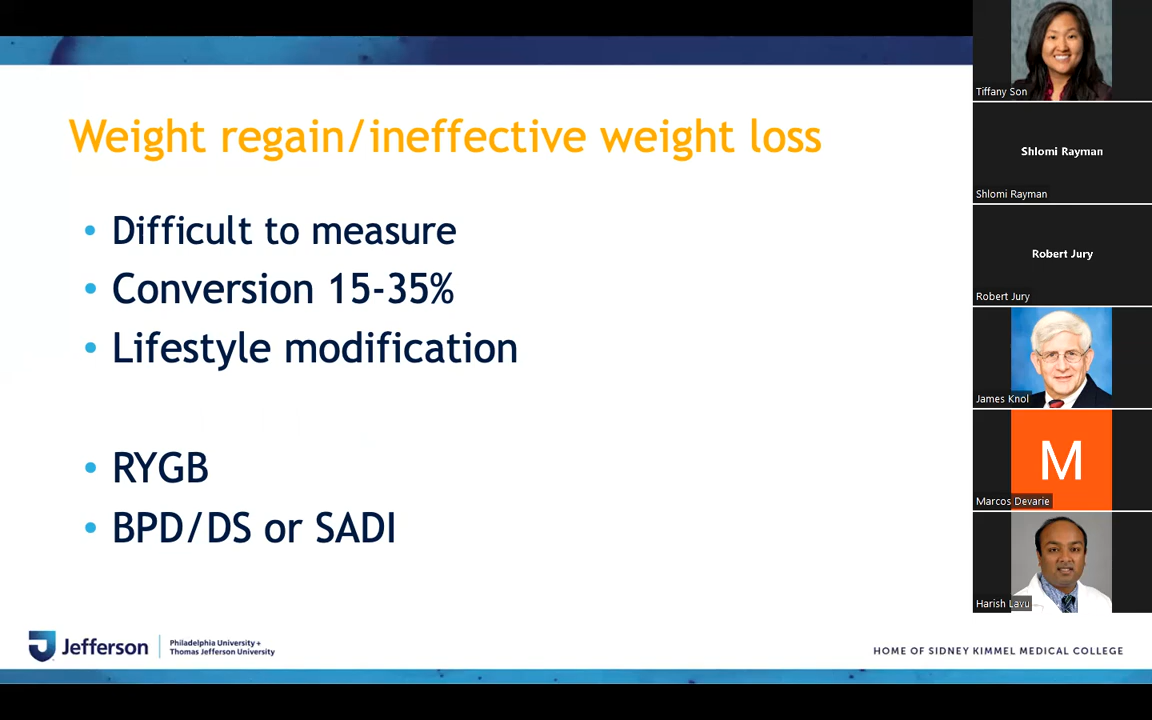 Weight regain/ineffective weight loss
• Difficult to measure
• Conversion 15-35%
• Lifestyle modification
• RYGB
• BPD/DS or SADI
Jefferson
Philadelphia University +
Thomas Jefferson University
HOME OF SIDNEY KIMMEL MEDICAL COLLEGE
Tiffany Son
Shlomi Rayman
Shlomi Rayman
Robert Jury
Robert Jury
James Knol
M
Marcos Devarie
Harish Lavu